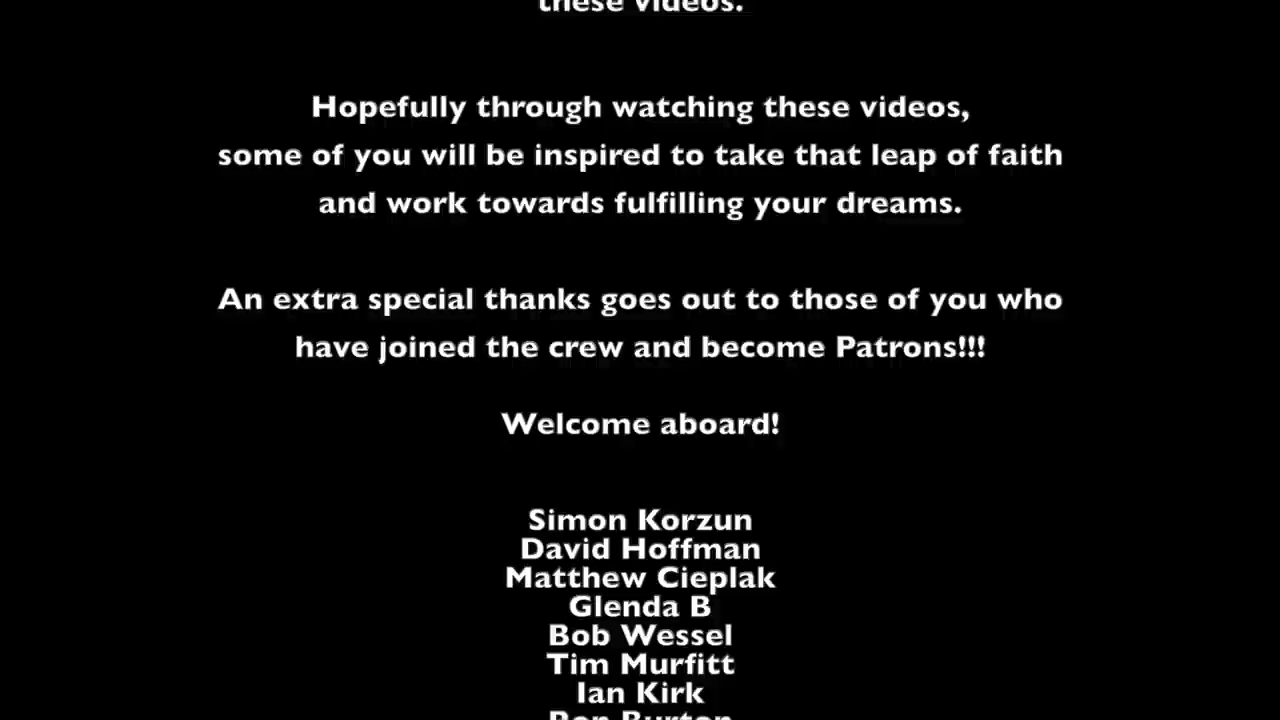 these videos.
Hopefully through watching these videos,
some of you will be inspired to take that leap of faith
and work towards fulfilling your dreams.
An extra special thanks goes out to those of you who
have joined the crew and become Patrons!!!
Welcome aboard!
Simon Korzun
David Hoffman
Matthew Cieplak
Glenda B
Bob Wessel
Tim Murfitt
Ian Kirk